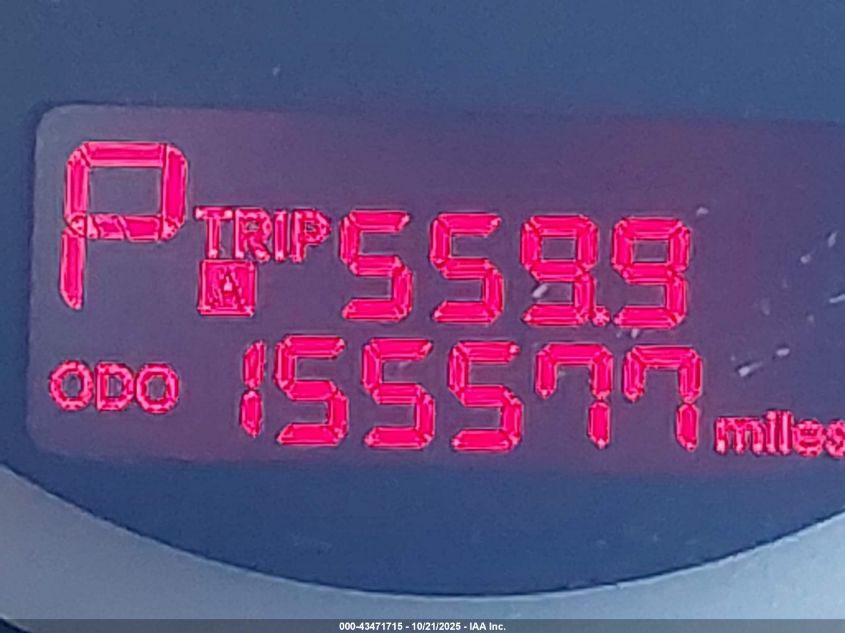 P TRIP A 559.9
ODO 155577 miles
000-43471715 - 10/21/2025 - IAA Inc.